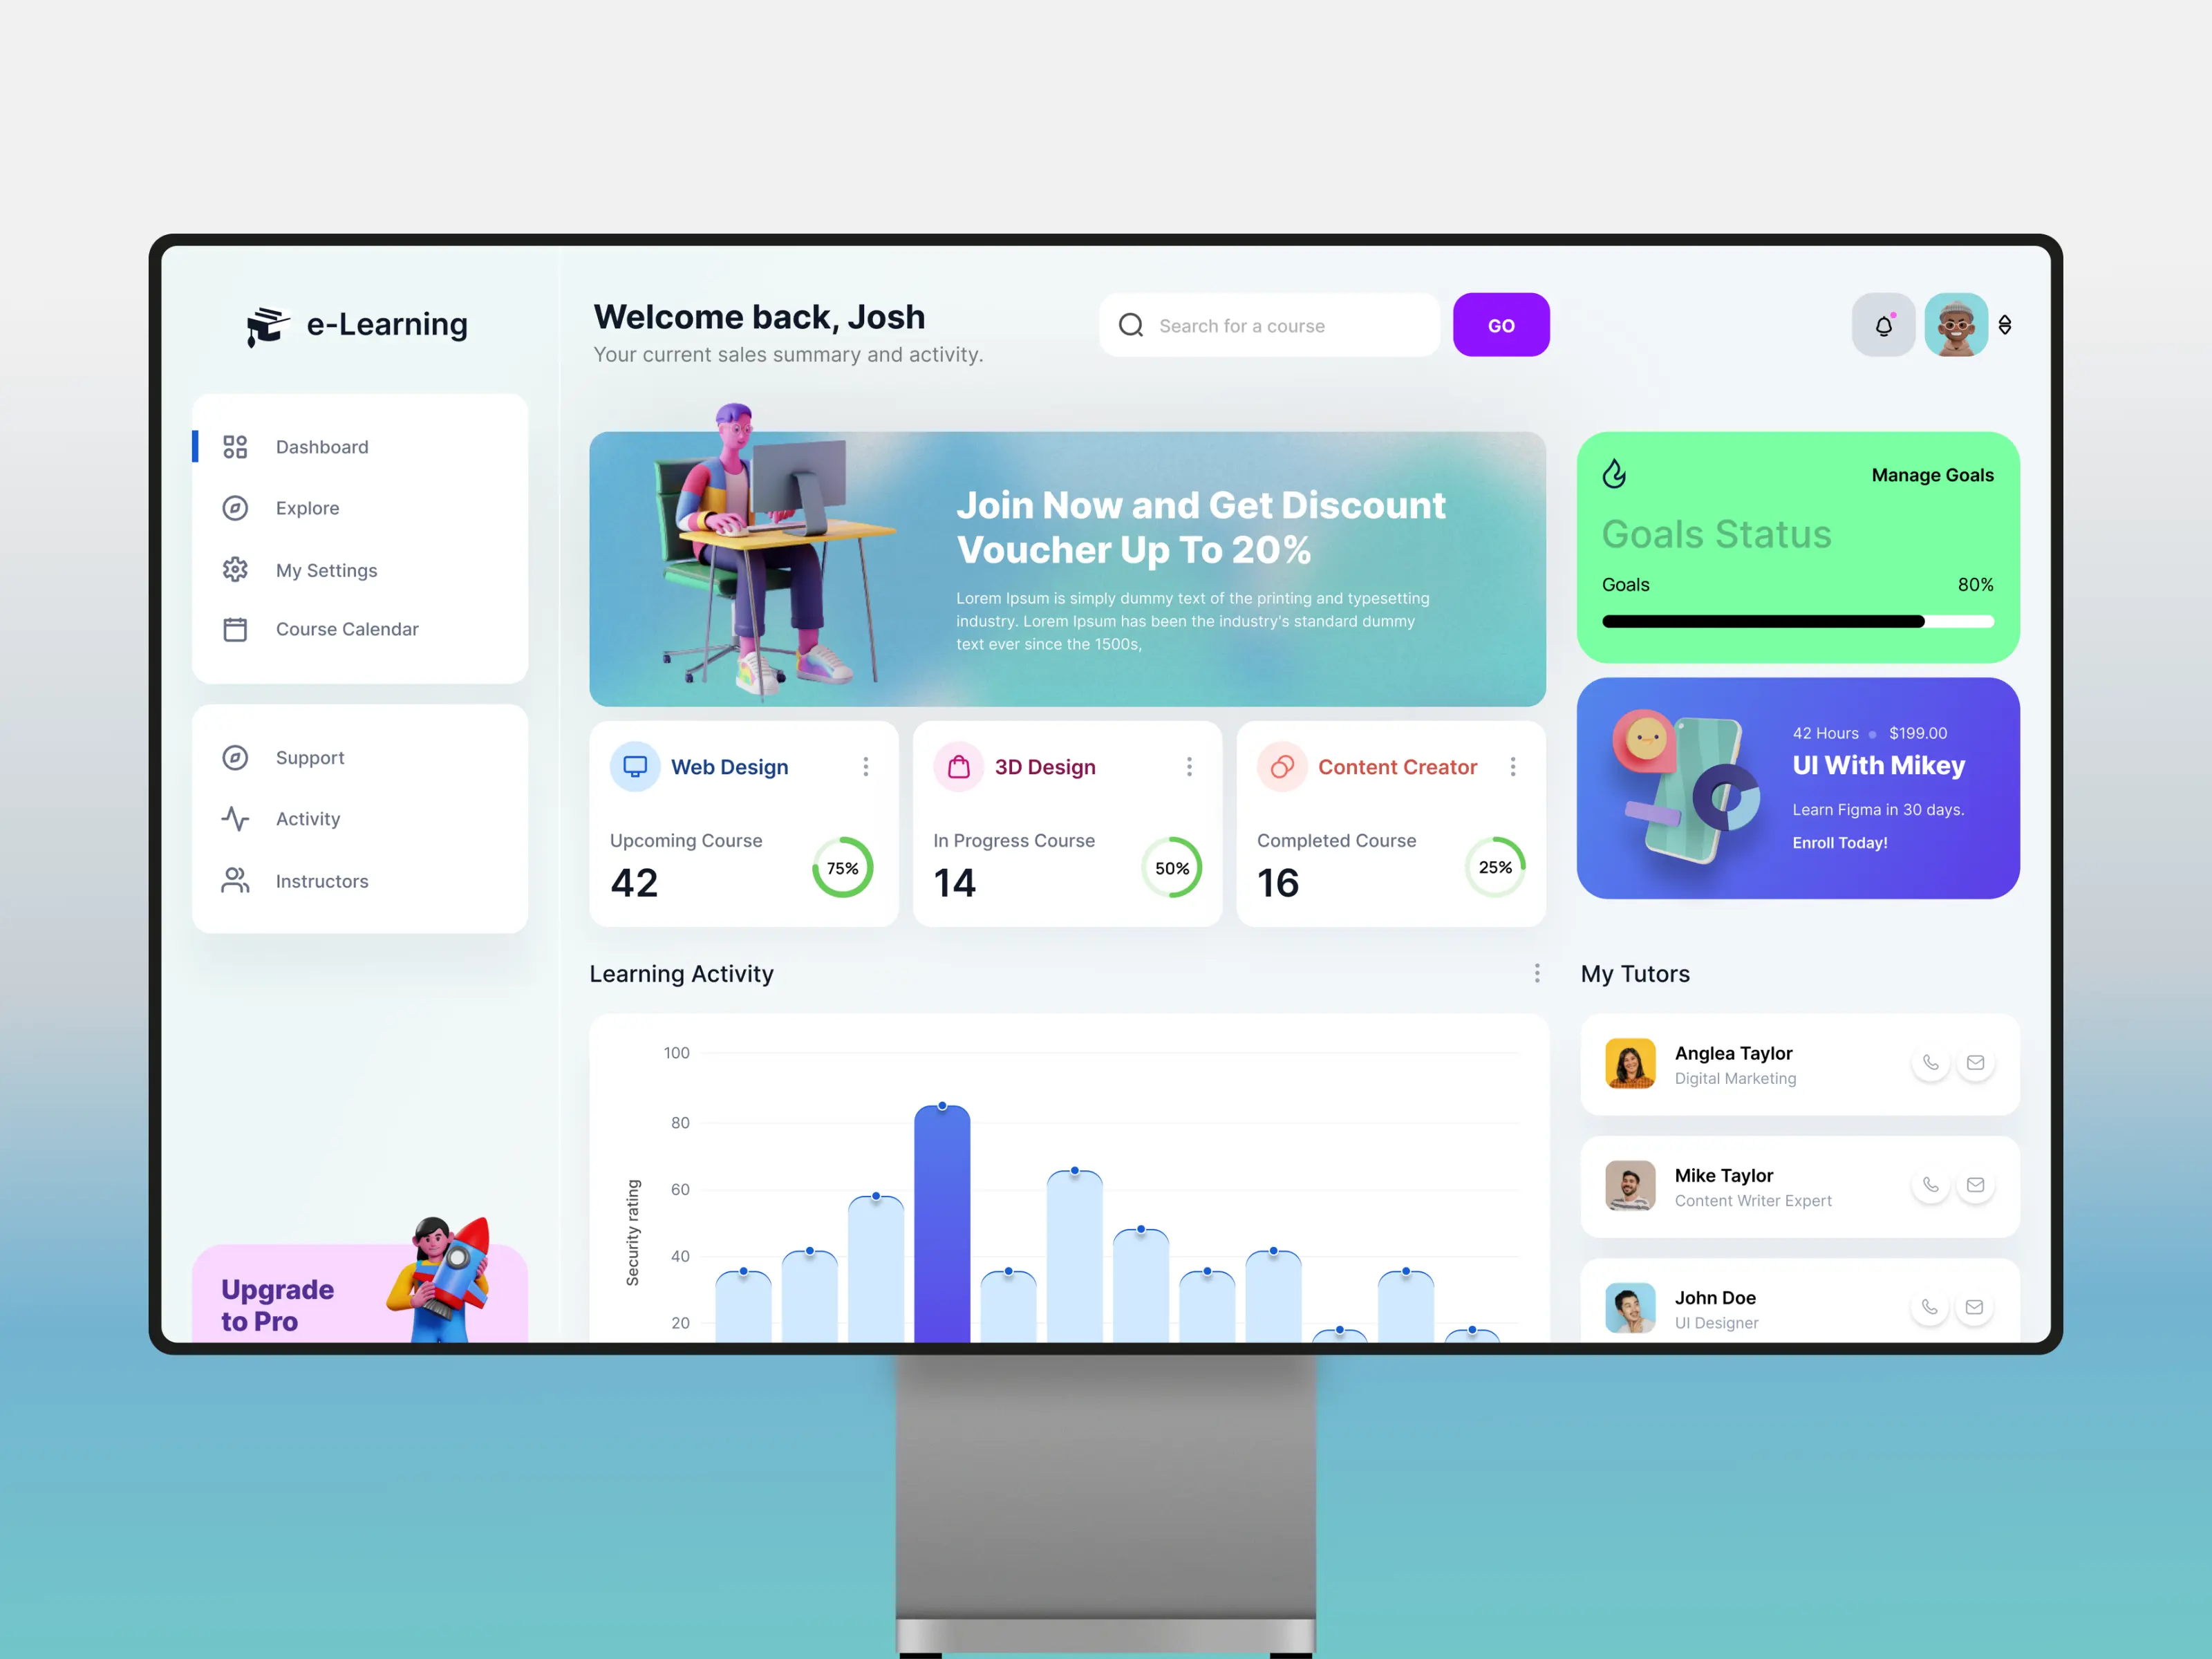 e-Learning
Dashboard
Explore
My Settings
Course Calendar
Support
Activity
Instructors
Upgrade
to Pro
Welcome back, Josh
Your current sales summary and activity.
Search for a course
GO
Join Now and Get Discount
Voucher Up To 20%
Lorem Ipsum is simply dummy text of the printing and typesetting
industry. Lorem Ipsum has been the industry's standard dummy
text ever since the 1500s,
Manage Goals
Goals Status
Goals 80%
42 Hours $199.00
UI With Mikey
Learn Figma in 30 days.
Enroll Today!
Web Design
Upcoming Course
42
75%
3D Design
In Progress Course
14
50%
Content Creator
Completed Course
16
25%
Learning Activity
Security rating
100
80
60
40
20
My Tutors
Anglea Taylor
Digital Marketing
Mike Taylor
Content Writer Expert
John Doe
UI Designer